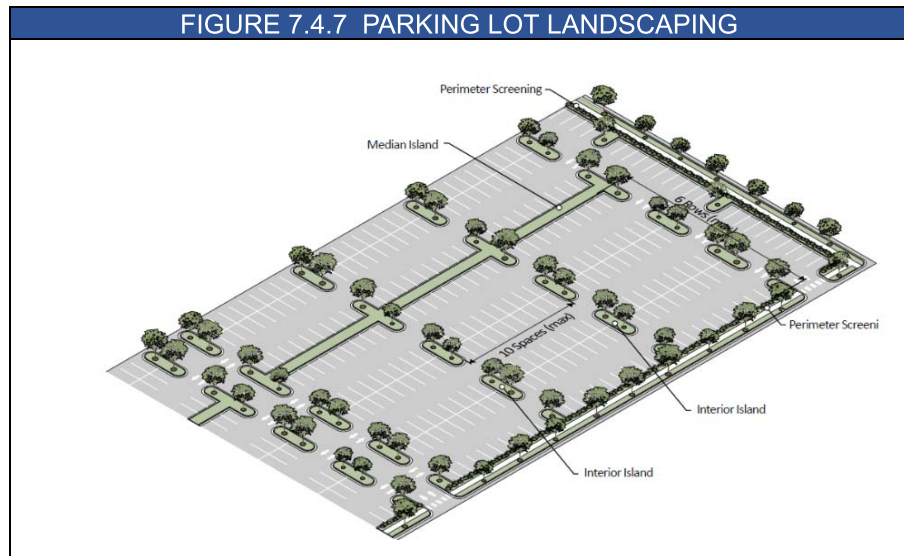 FIGURE 7.4.7 PARKING LOT LANDSCAPING
Perimeter Screening
Median Island
6 Rows (max)
10 Spaces (max)
Perimeter Screeni
Interior Island
Interior Island